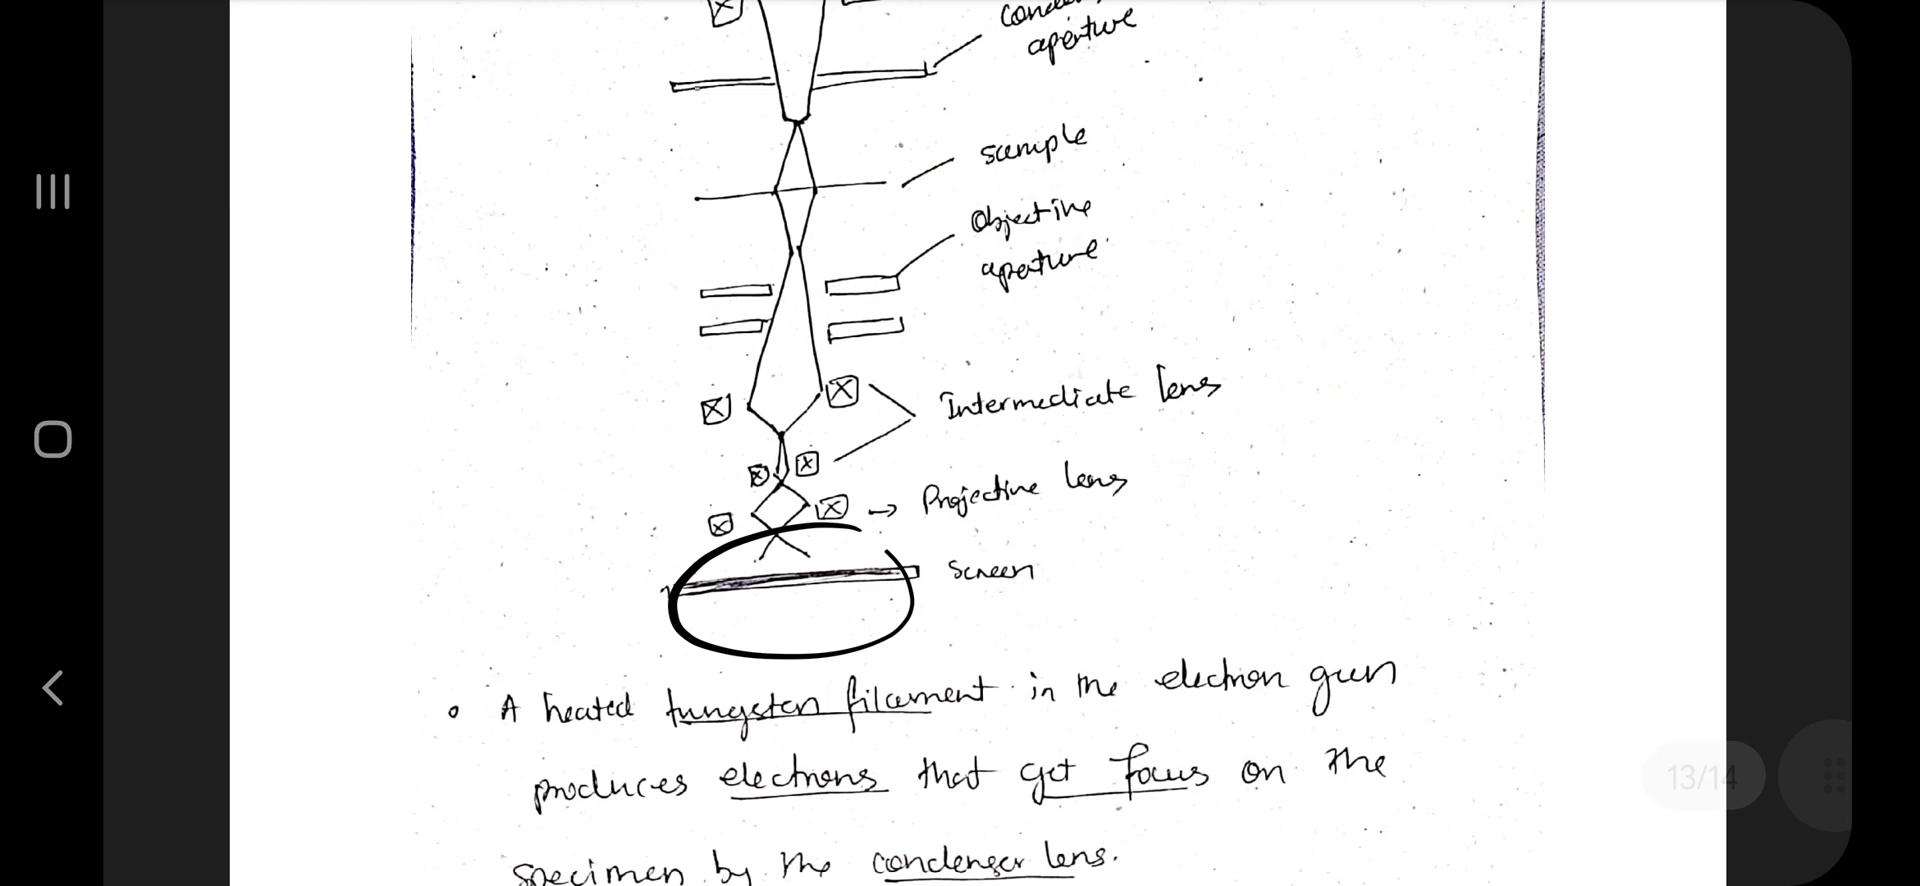 aperture
sample
Objective
aperture
Intermediate lens
→ Projective lens
Screen
• A heated tungsten filament in the electron gun
produces electrons that get focus on the
specimen by the condenser lens.
13/14